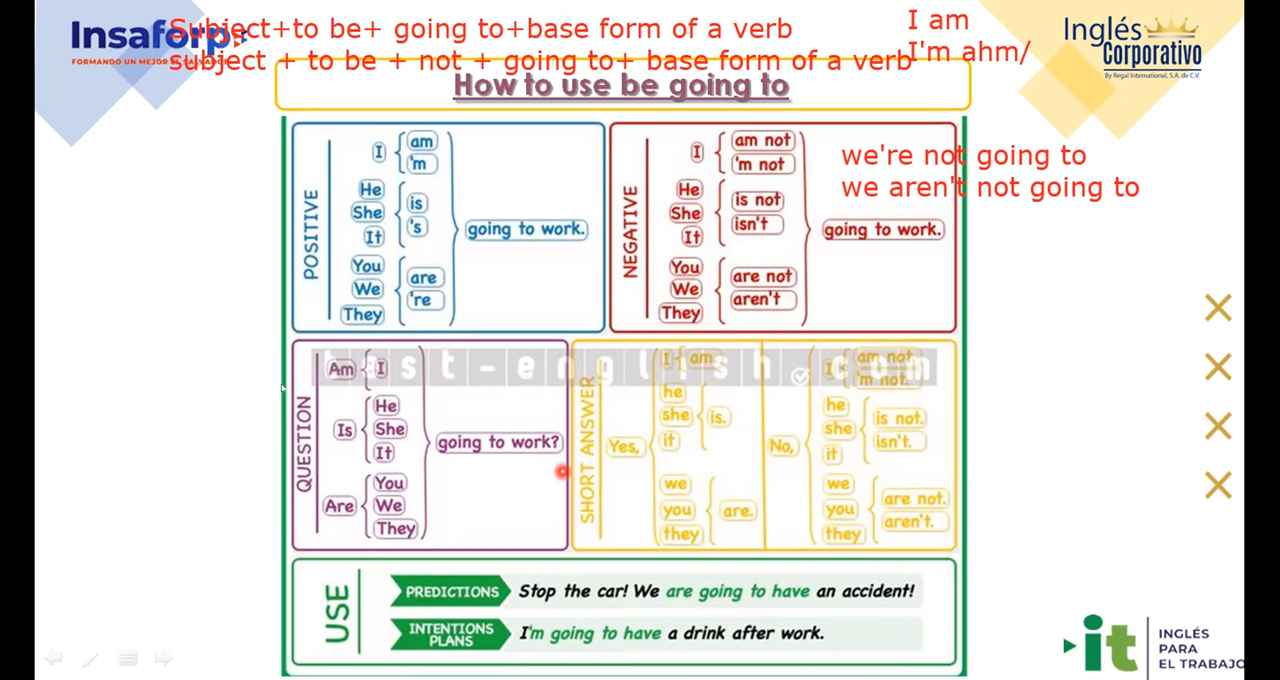 Subject+to be+ going to+base form of a verb
subject + to be + not + going to+ base form of a verb
I am
I'm ahm/
Insaforp
FORMANDO UN MEJOR EL SALVADOR
Inglés
Corporativo
By Regal International, S.A. de C.V.
How to use be going to
we're not going to
we aren't not going to
POSITIVE
I
am
'm
He
She
It
is
's
You
We
They
are
're
going to work.
NEGATIVE
I
am not
'm not
He
She
It
is not
isn't
You
We
They
are not
aren't
going to work.
test-english.com
QUESTION
Am
I
Is
He
She
It
Are
You
We
They
going to work?
SHORT ANSWER
Yes,
I
am
he
she
it
is.
we
you
they
are.
No,
I
am not.
'm not.
he
she
it
is not.
isn't.
we
you
they
are not.
aren't.
USE
PREDICTIONS
Stop the car! We are going to have an accident!
INTENTIONS
PLANS
I'm going to have a drink after work.
it
INGLÉS
PARA
EL TRABAJO